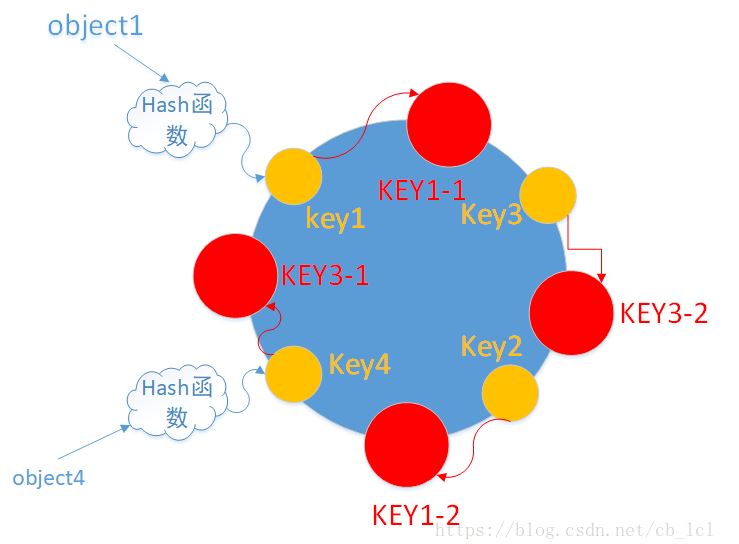 object1
Hash函
数
KEY1-1
key1
Key3
KEY3-1
KEY3-2
Key2
Key4
Hash函
数
object4
KEY1-2
https://blog.csdn.net/cb_lcl